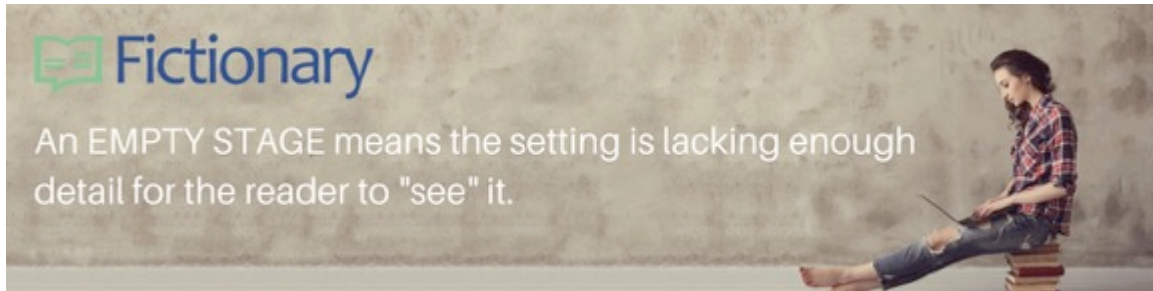 Fictionary
An EMPTY STAGE means the setting is lacking enough
detail for the reader to "see" it.